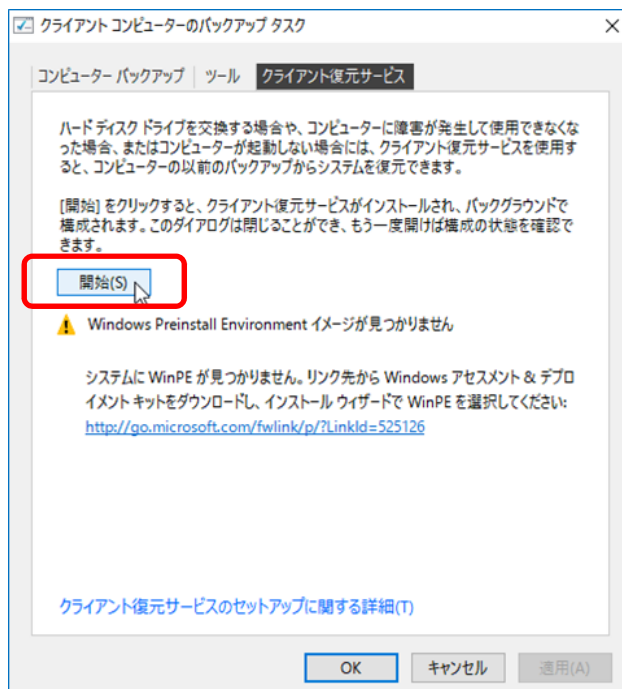 クライアント コンピューターのバックアップ タスク
コンピューター バックアップ ツール クライアント復元サービス
ハード ディスク ドライブを交換する場合や、コンピューターに障害が発生して使用できなくな
った場合、またはコンピューターが起動しない場合には、クライアント復元サービスを使用す
ると、コンピューターの以前のバックアップからシステムを復元できます。
[開始] をクリックすると、クライアント復元サービスがインストールされ、バックグラウンドで
構成されます。このダイアログは閉じることができ、もう一度開けば構成の状態を確認で
きます。
開始(S)
Windows Preinstall Environment イメージが見つかりません
システムに WinPE が見つかりません。リンク先から Windows アセスメント & デプロ
イメント キットをダウンロードし、インストール ウィザードで WinPE を選択してください:
http://go.microsoft.com/fwlink/p/?LinkId=525126
クライアント復元サービスのセットアップに関する詳細(T)
OK キャンセル 適用(A)